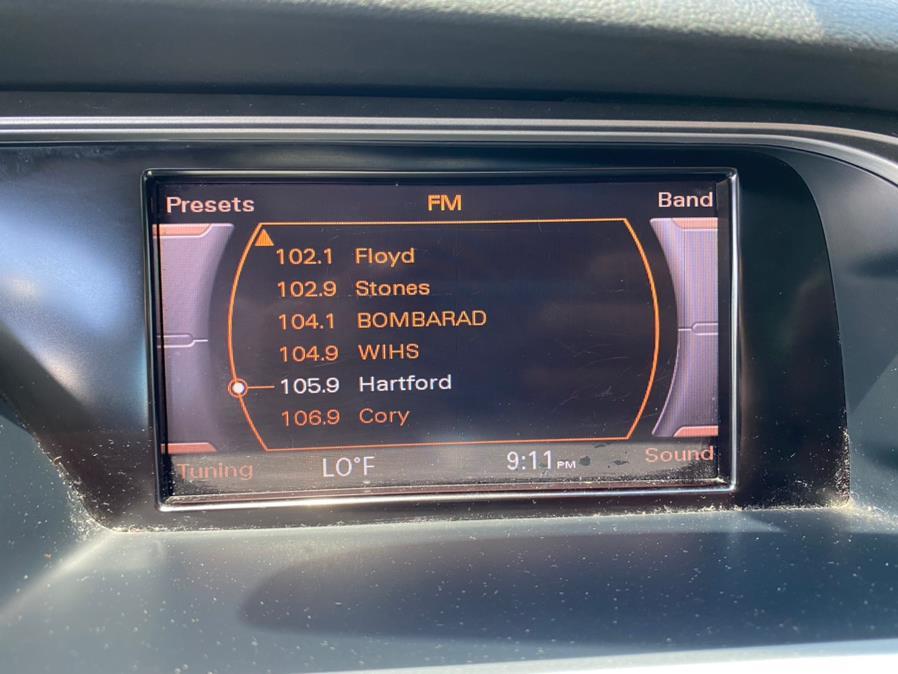 Presets FM Band
102.1 Floyd
102.9 Stones
104.1 BOMBARAD
104.9 WIHS
105.9 Hartford
106.9 Cory
Tuning LO°F 9:11 PM Sound